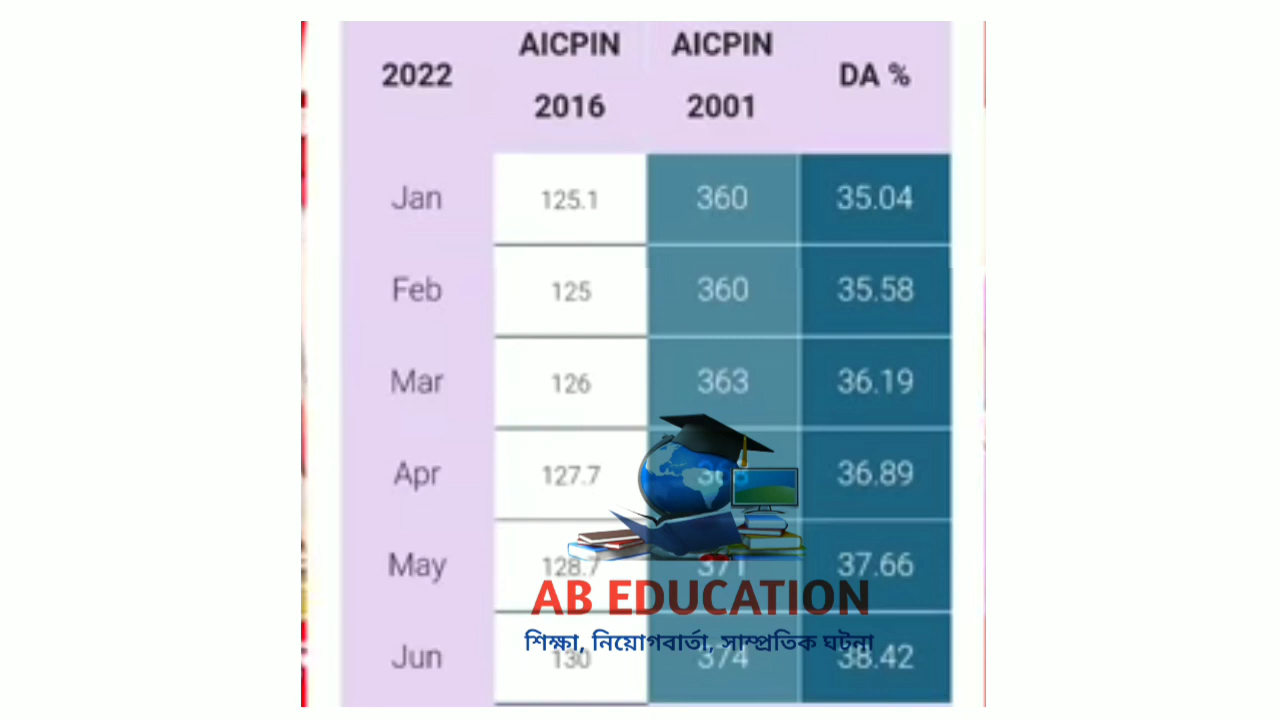 2022 AICPIN 2016 AICPIN 2001 DA %
Jan 125.1 360 35.04
Feb 125 360 35.58
Mar 126 363 36.19
Apr 127.7 36.89
May 128.7 371 37.66
AB EDUCATION
শিক্ষা, নিয়োগবার্তা, সাম্প্রতিক ঘটনা
Jun 130 374 38.42